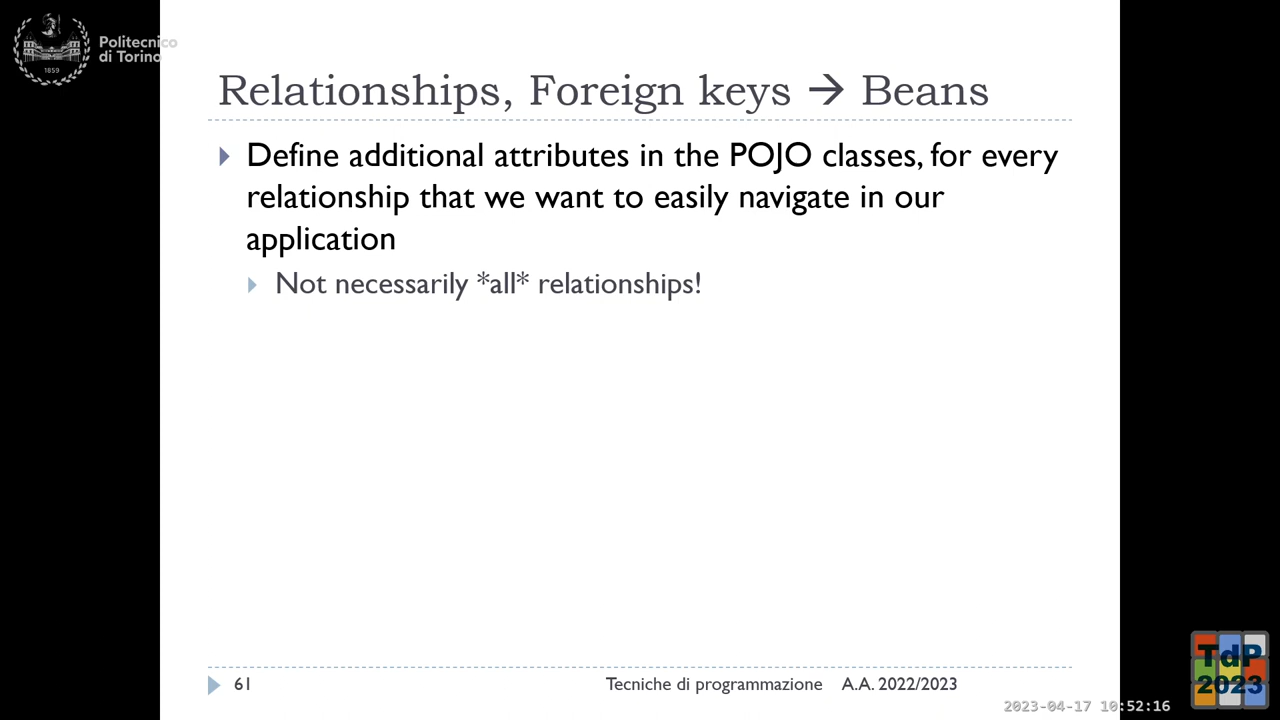 Politecnico
di Torino
1859
Relationships, Foreign keys → Beans
Define additional attributes in the POJO classes, for every
relationship that we want to easily navigate in our
application
Not necessarily *all* relationships!
61
Tecniche di programmazione A.A. 2022/2023
TdP
2023
2023-04-17 10:52:16